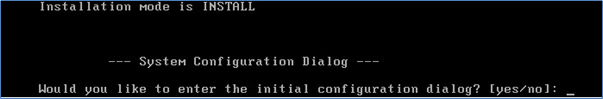 Installation mode is INSTALL
--- System Configuration Dialog ---
Would you like to enter the initial configuration dialog? [yes/no]: _